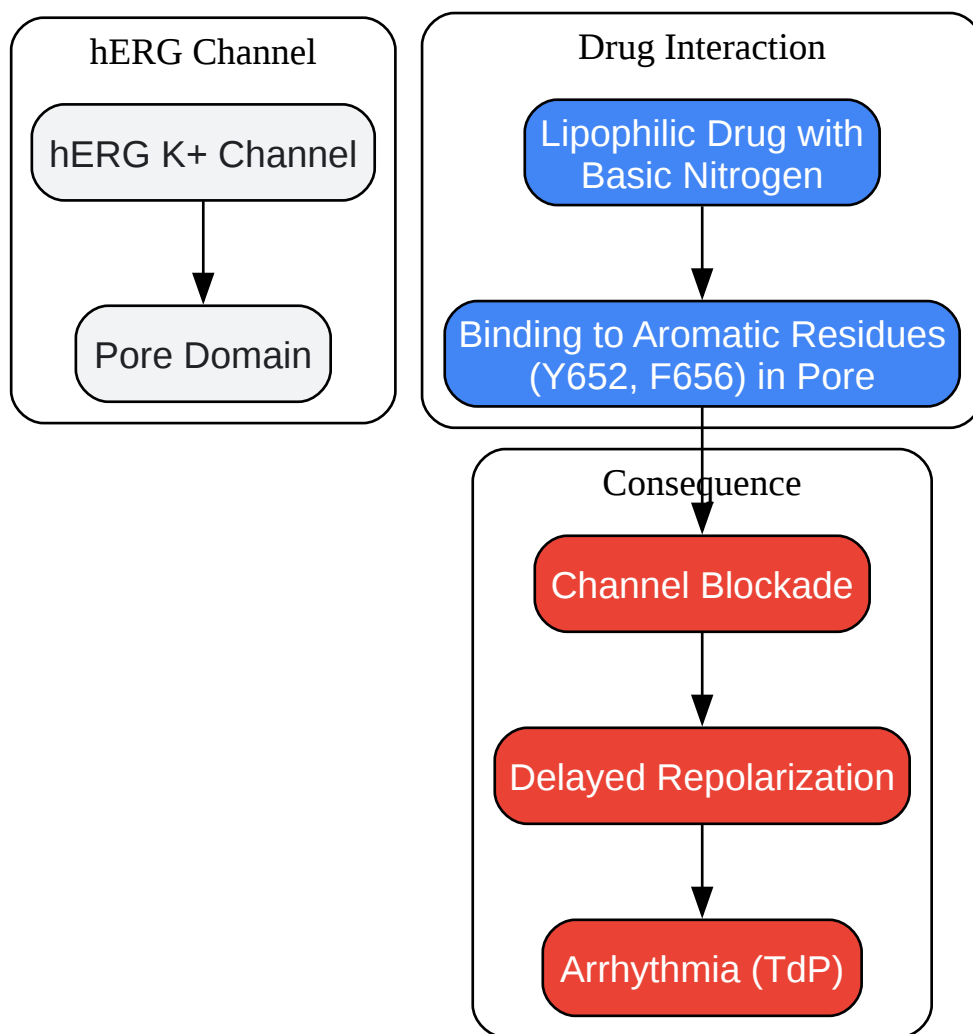 hERG Channel
hERG K+ Channel
Pore Domain
Drug Interaction
Lipophilic Drug with
Basic Nitrogen
Binding to Aromatic Residues
(Y652, F656) in Pore
Consequence
Channel Blockade
Delayed Repolarization
Arrhythmia (TdP)